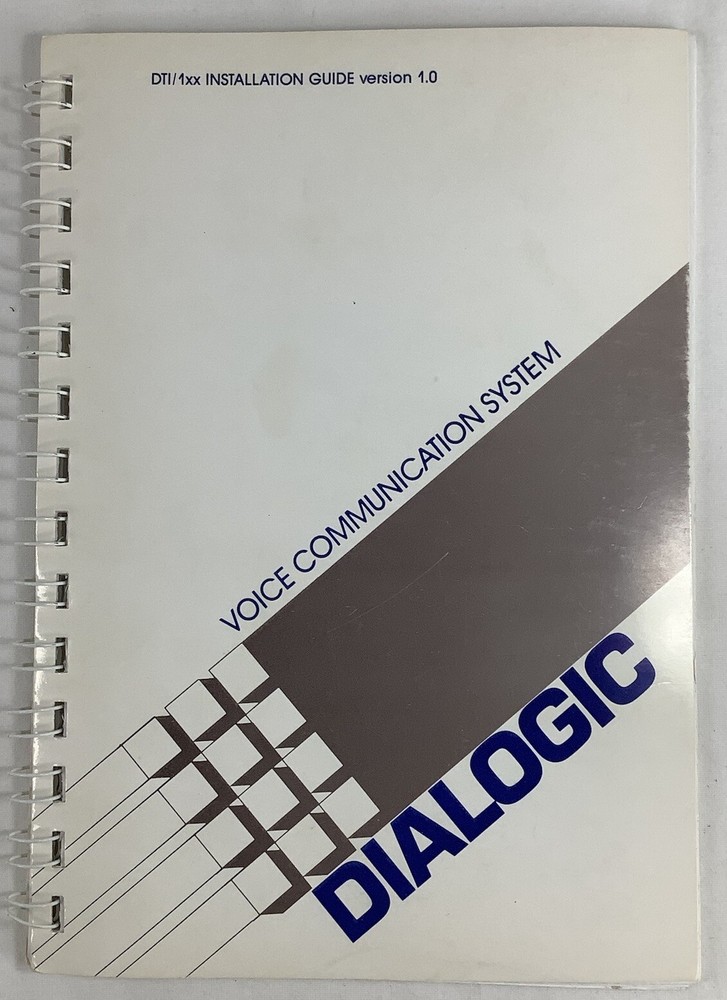 DTI/1xx INSTALLATION GUIDE version 1.0
VOICE COMMUNICATION SYSTEM
DIALOGIC